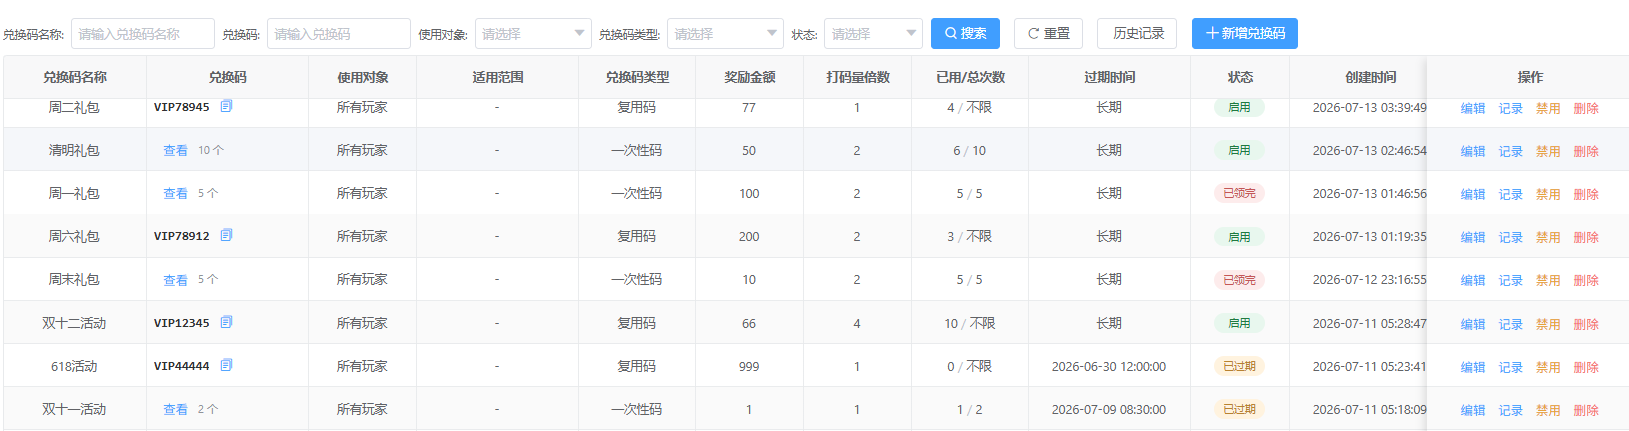 兑换码名称: 请输入兑换码名称 兑换码: 请输入兑换码 使用对象: 请选择 兑换码类型: 请选择 状态: 请选择 搜索 重置 历史记录 新增兑换码
兑换码名称 兑换码 使用对象 适用范围 兑换码类型 奖励金额 打码量倍数 已用/总次数 过期时间 状态 创建时间 操作
周二礼包 VIP78945 所有玩家 - 复用码 77 1 4 / 不限 长期 启用 2026-07-13 03:39:49 编辑 记录 禁用 删除
清明礼包 查看 10 个 所有玩家 - 一次性码 50 2 6 / 10 长期 启用 2026-07-13 02:46:54 编辑 记录 禁用 删除
周一礼包 查看 5 个 所有玩家 - 一次性码 100 2 5 / 5 长期 已领完 2026-07-13 01:46:56 编辑 记录 禁用 删除
周六礼包 VIP78912 所有玩家 - 复用码 200 2 3 / 不限 长期 启用 2026-07-13 01:19:35 编辑 记录 禁用 删除
周末礼包 查看 5 个 所有玩家 - 一次性码 10 2 5 / 5 长期 已领完 2026-07-12 23:16:55 编辑 记录 禁用 删除
双十二活动 VIP12345 所有玩家 - 复用码 66 4 10 / 不限 长期 启用 2026-07-11 05:28:47 编辑 记录 禁用 删除
618活动 VIP44444 所有玩家 - 复用码 999 1 0 / 不限 2026-06-30 12:00:00 已过期 2026-07-11 05:23:41 编辑 记录 禁用 删除
双十一活动 查看 2 个 所有玩家 - 一次性码 1 1 1 / 2 2026-07-09 08:30:00 已过期 2026-07-11 05:18:09 编辑 记录 禁用 删除